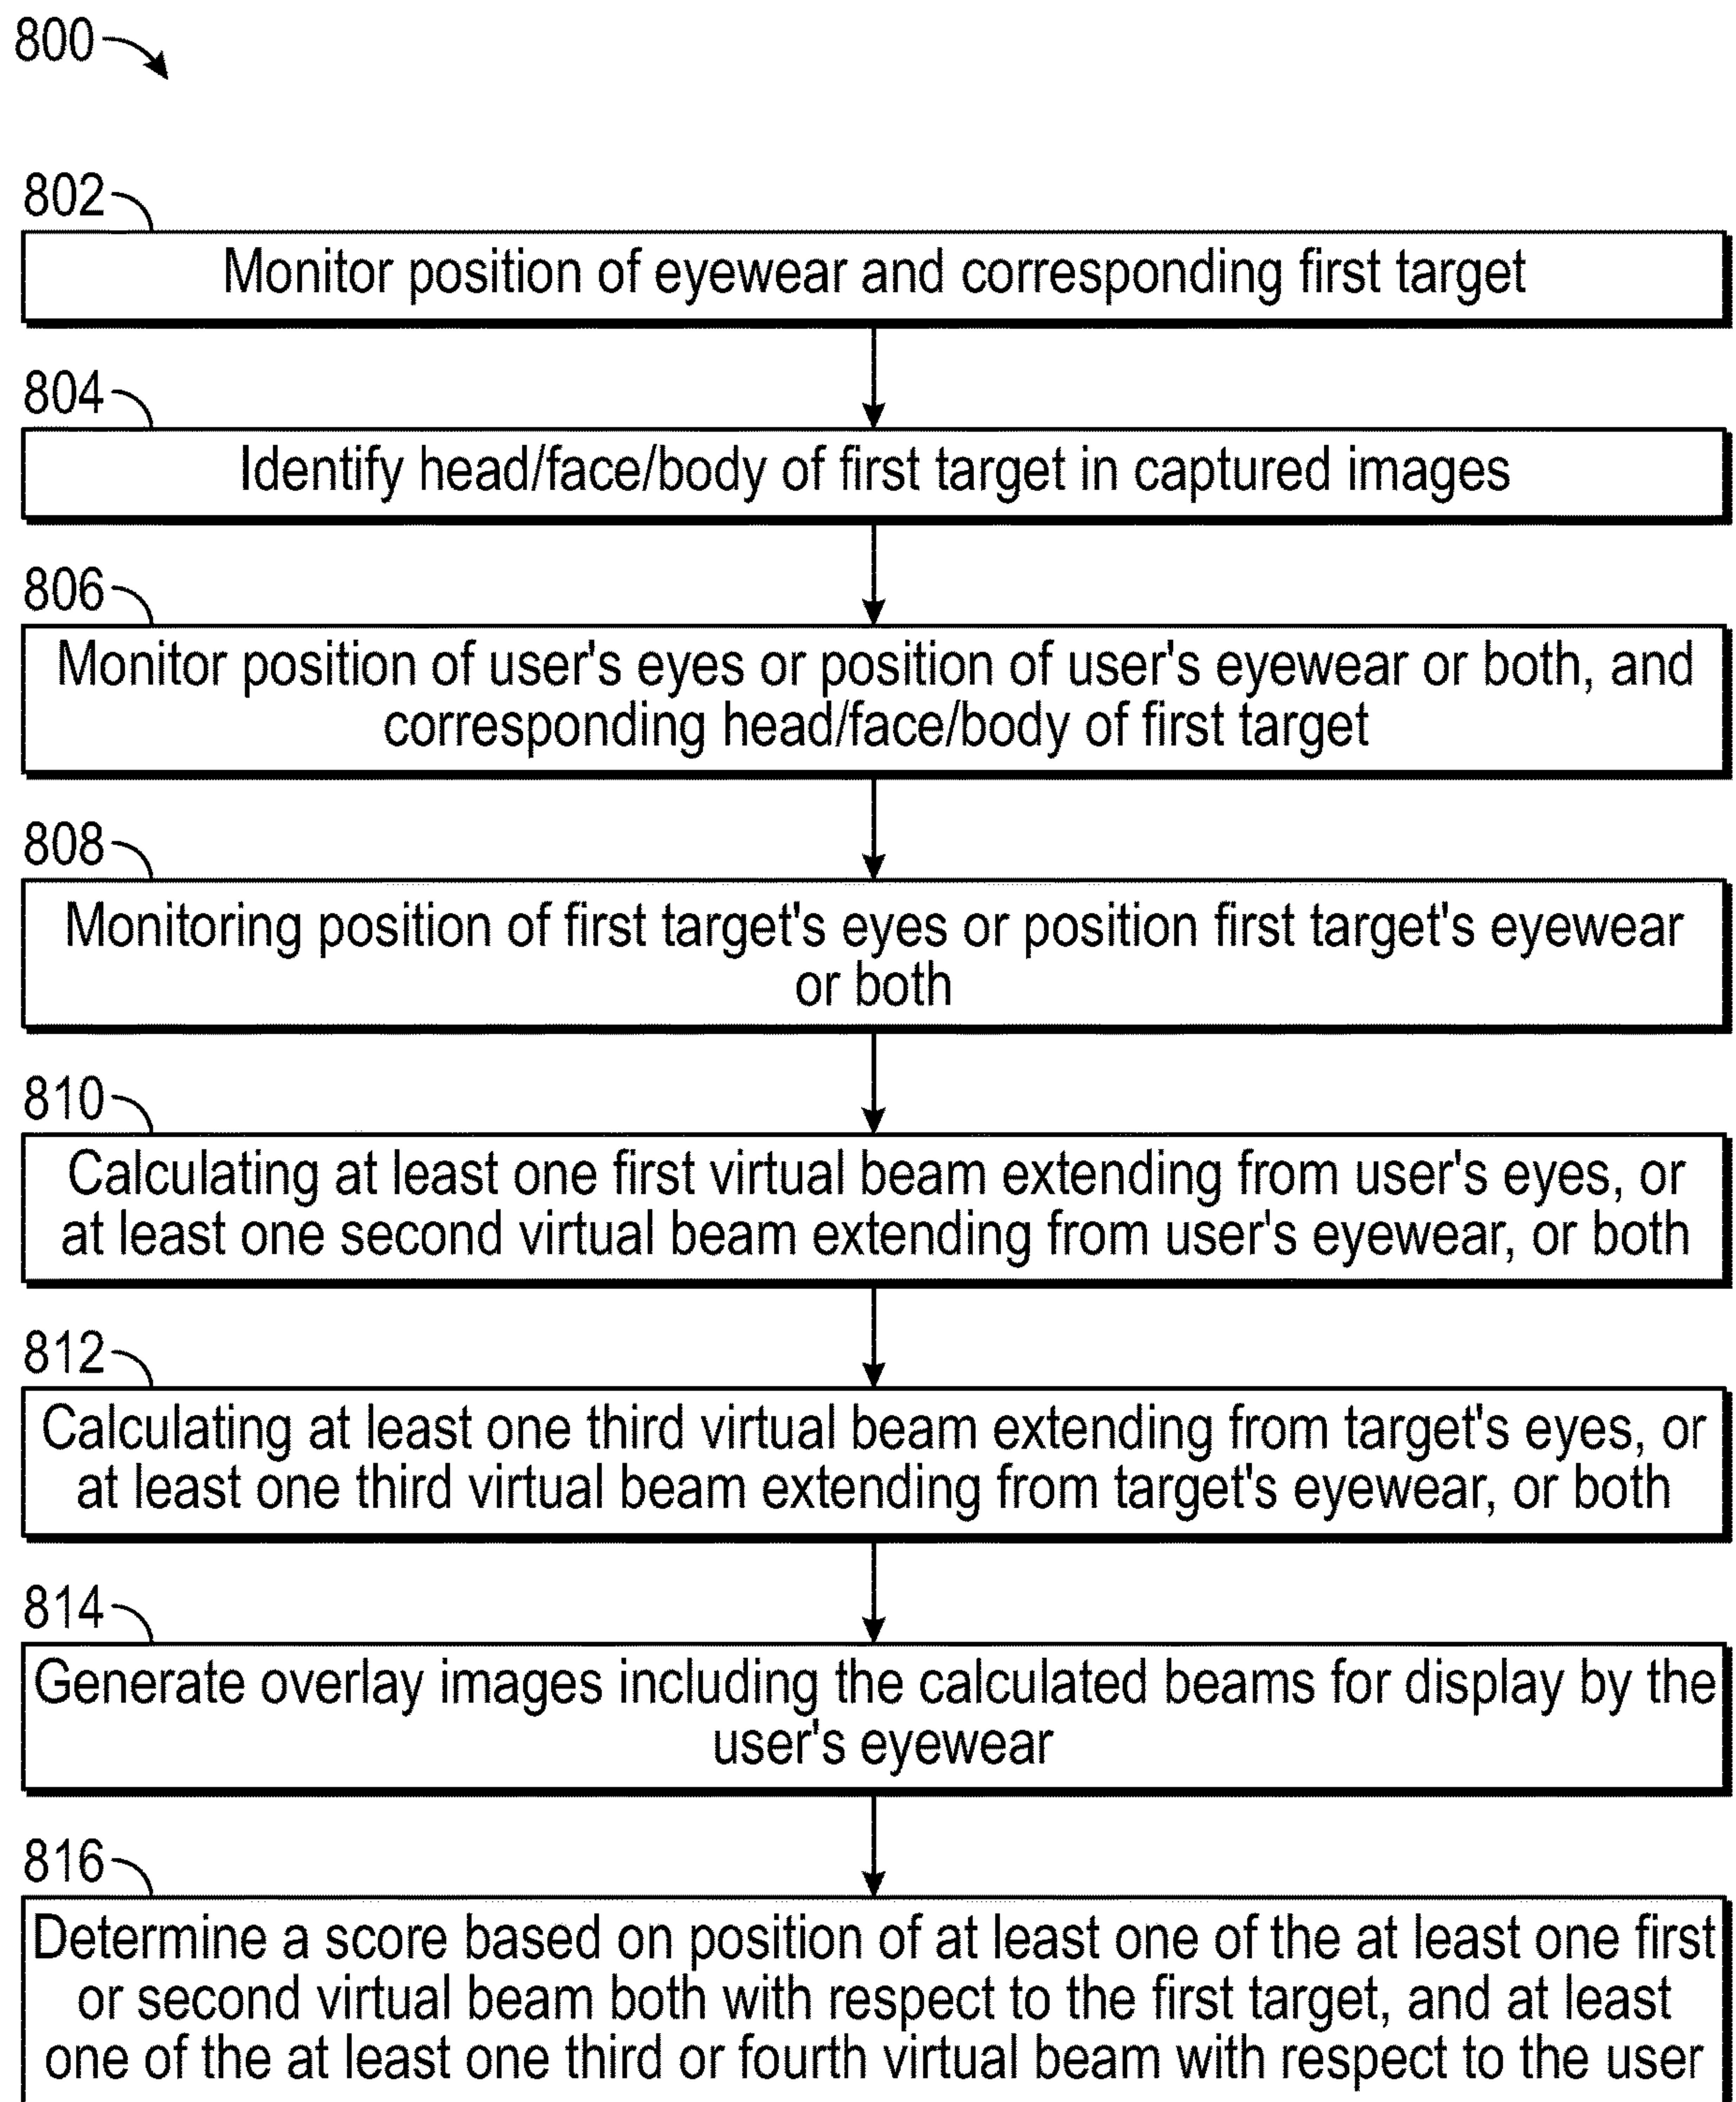 800
802
Monitor position of eyewear and corresponding first target
804
Identify head/face/body of first target in captured images
806
Monitor position of user's eyes or position of user's eyewear or both, and
corresponding head/face/body of first target
808
Monitoring position of first target's eyes or position first target's eyewear
or both
810
Calculating at least one first virtual beam extending from user's eyes, or
at least one second virtual beam extending from user's eyewear, or both
812
Calculating at least one third virtual beam extending from target's eyes, or
at least one third virtual beam extending from target's eyewear, or both
814
Generate overlay images including the calculated beams for display by the
user's eyewear
816
Determine a score based on position of at least one of the at least one first
or second virtual beam both with respect to the first target, and at least
one of the at least one third or fourth virtual beam with respect to the user